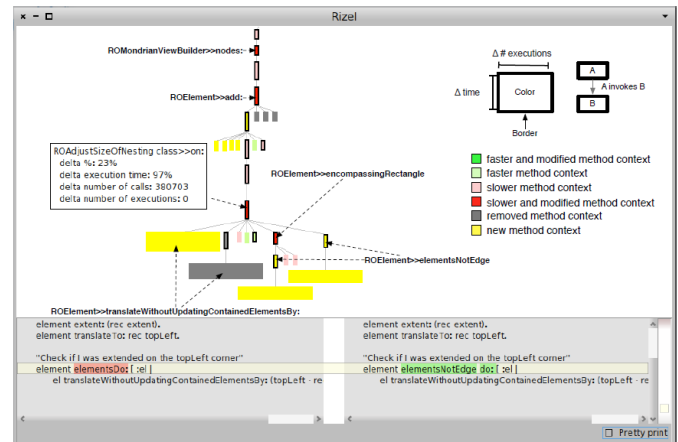 Rizel
ROMondrianViewBuilder>>nodes:
Δ # executions
Δ time
Color
Border
A
A invokes B
B
ROElement>>add:
ROAdjustSizeOfNesting class>>on:
delta %: 23%
delta execution time: 97%
delta number of calls: 380703
delta number of executions: 0
faster and modified method context
faster method context
slower method context
slower and modified method context
removed method context
new method context
ROElement>>encompassingRectangle
ROElement>>elementsNotEdge
ROElement>>translateWithoutUpdatingContainedElementsBy:
element extent: (rec extent).
element translateTo: rec topLeft.
"Check if I was extended on the topLeft corner"
element elementsDo: [ :el |
el translateWithoutUpdatingContainedElementsBy: (topLeft - re
element extent: (rec extent).
element translateTo: rec topLeft.
"Check if I was extended on the topLeft corner"
element elementsNotEdge do: [ :el |
el translateWithoutUpdatingContainedElementsBy: (topLeft - re
Pretty print